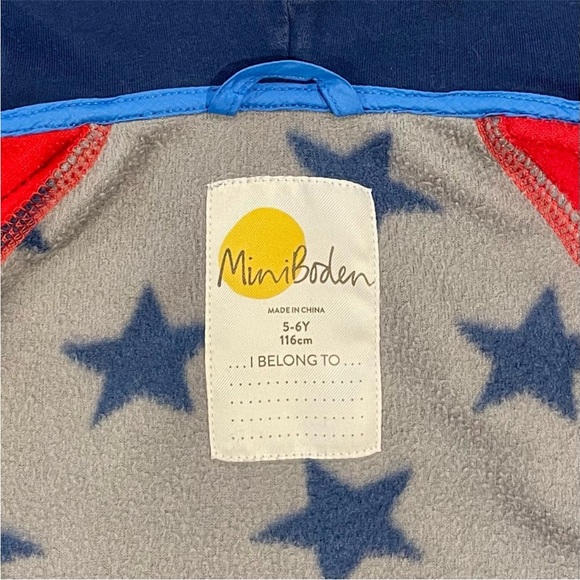 MiniBoden
MADE IN CHINA
5-6Y
116cm
...I BELONG TO...